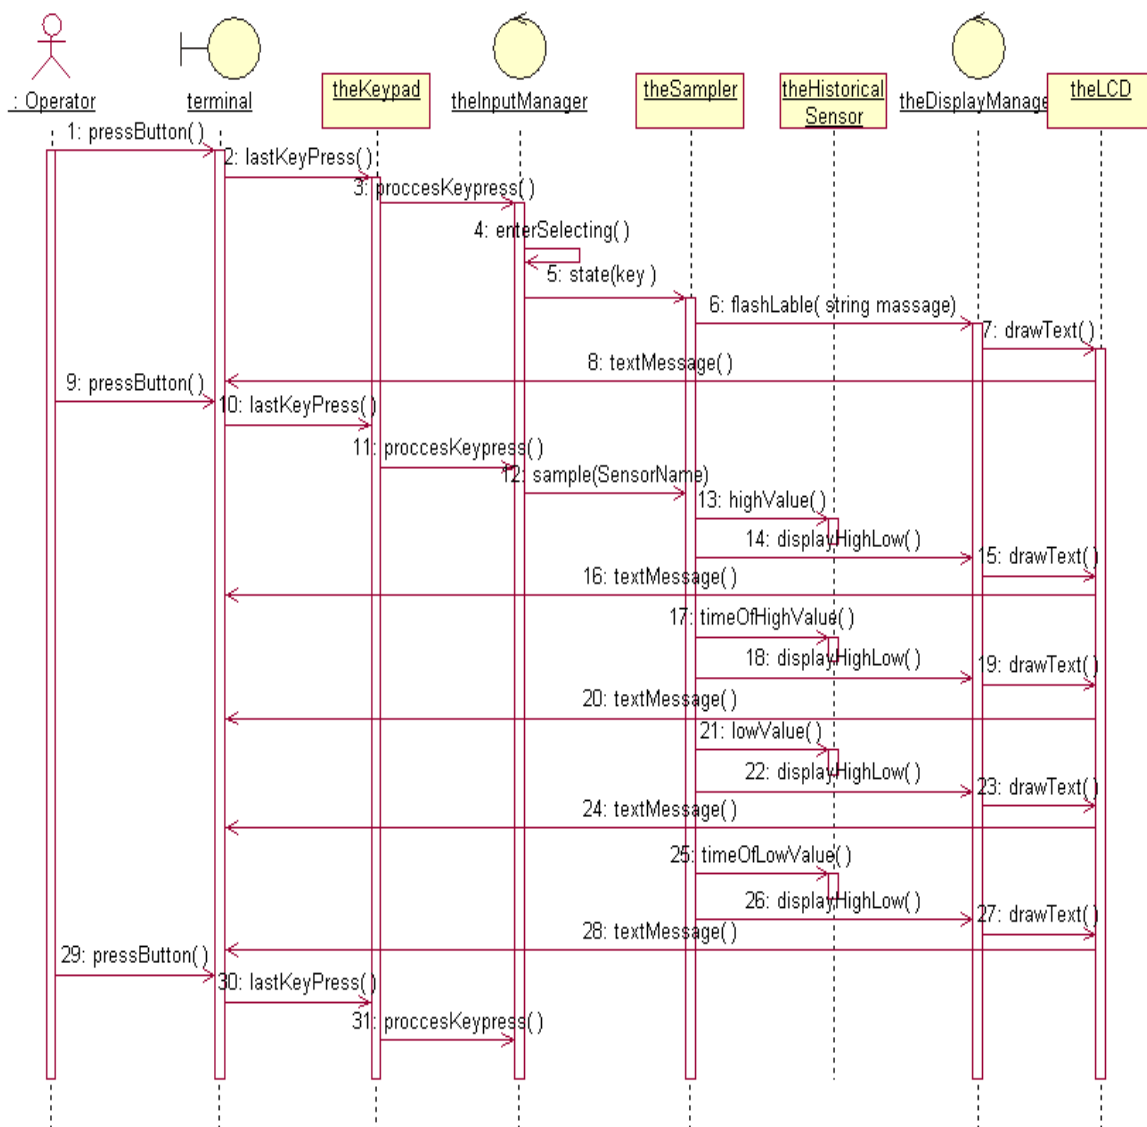 : Operator
terminal
theKeypad
theInputManager
theSampler
theHistorical
Sensor
theDisplayManage
theLCD
1: pressButton( )
2: lastKeyPress( )
3: proccesKeypress( )
4: enterSelecting( )
5: state(key )
6: flashLable( string massage)
7: drawText( )
8: textMessage( )
9: pressButton( )
10: lastKeyPress( )
11: proccesKeypress( )
12: sample(SensorName)
13: highValue( )
14: displayHighLow( )
15: drawText( )
16: textMessage( )
17: timeOfHighValue( )
18: displayHighLow( )
19: drawText( )
20: textMessage( )
21: lowValue( )
22: displayHighLow( )
23: drawText( )
24: textMessage( )
25: timeOfLowValue( )
26: displayHighLow( )
27: drawText( )
28: textMessage( )
29: pressButton( )
30: lastKeyPress( )
31: proccesKeypress( )